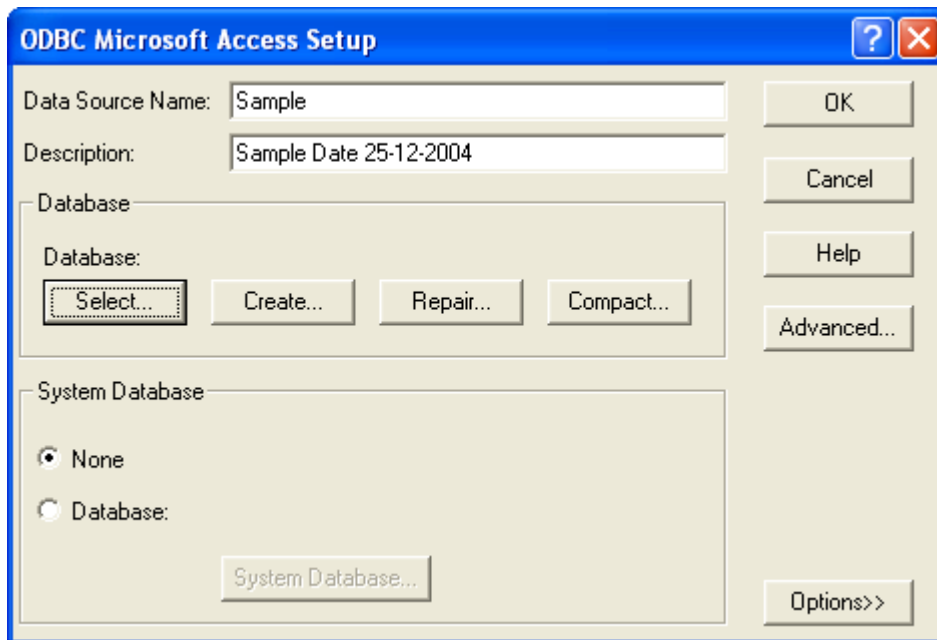 ODBC Microsoft Access Setup
Data Source Name: Sample
OK
Description: Sample Date 25-12-2004
Cancel
Database
Database:
Help
Select... Create... Repair... Compact...
Advanced...
System Database
None
Database:
System Database...
Options>>